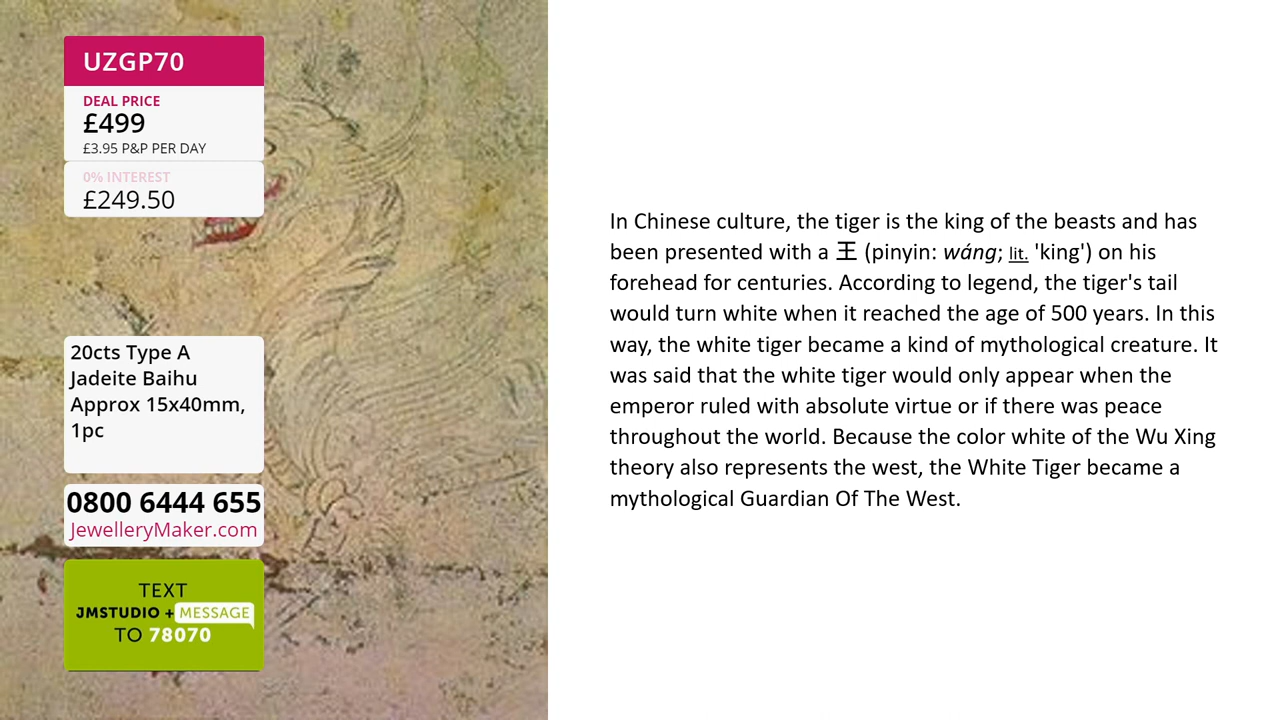 UZGP70
DEAL PRICE
£499
£3.95 P&P PER DAY
0% INTEREST
£249.50
20cts Type A
Jadeite Baihu
Approx 15x40mm,
1pc
0800 6444 655
JewelleryMaker.com
TEXT
JMSTUDIO + MESSAGE
TO 78070
In Chinese culture, the tiger is the king of the beasts and has
been presented with a 王 (pinyin: wáng; lit. 'king') on his
forehead for centuries. According to legend, the tiger's tail
would turn white when it reached the age of 500 years. In this
way, the white tiger became a kind of mythological creature. It
was said that the white tiger would only appear when the
emperor ruled with absolute virtue or if there was peace
throughout the world. Because the color white of the Wu Xing
theory also represents the west, the White Tiger became a
mythological Guardian Of The West.